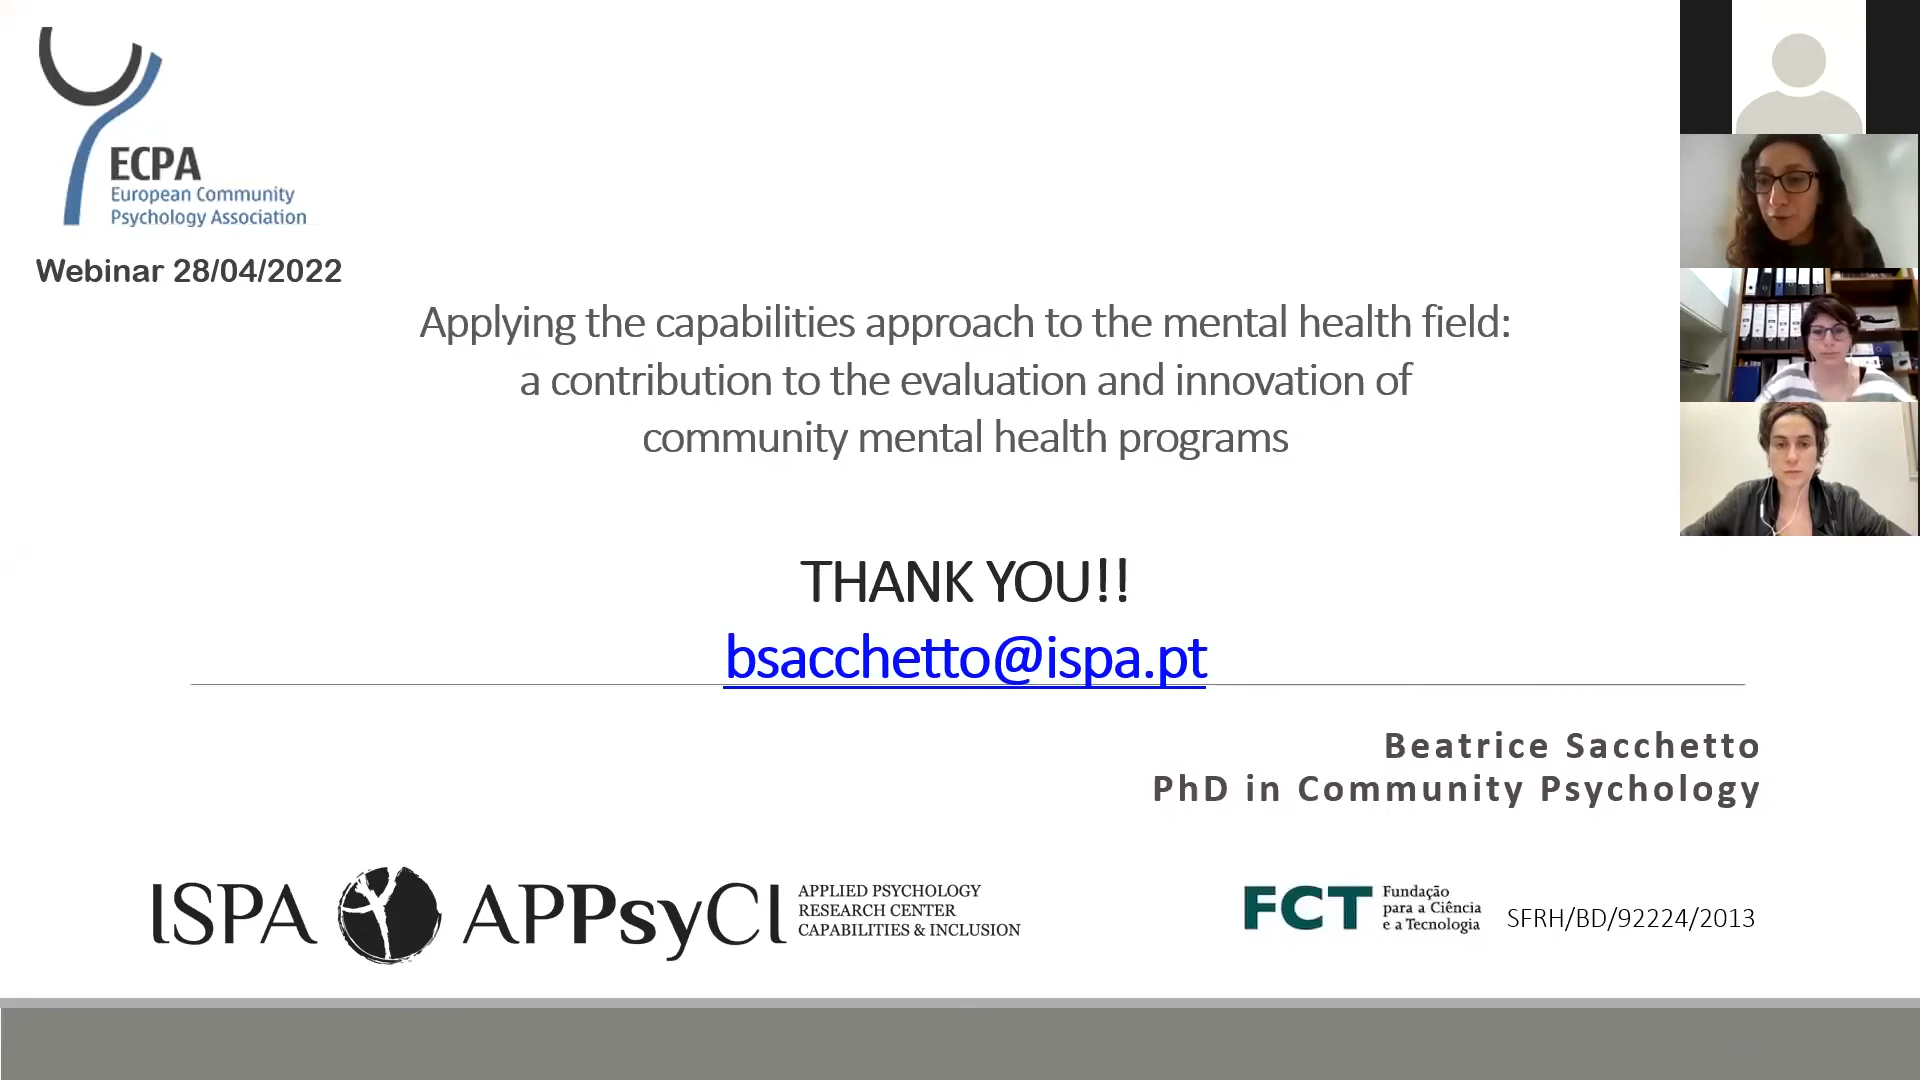 ECPA
European Community
Psychology Association
Webinar 28/04/2022
Applying the capabilities approach to the mental health field:
a contribution to the evaluation and innovation of
community mental health programs
THANK YOU!!
bsacchetto@ispa.pt
Beatrice Sacchetto
PhD in Community Psychology
ISPA
APPsyCI
APPLIED PSYCHOLOGY
RESEARCH CENTER
CAPABILITIES & INCLUSION
FCT
Fundação
para a Ciência
e a Tecnologia
SFRH/BD/92224/2013